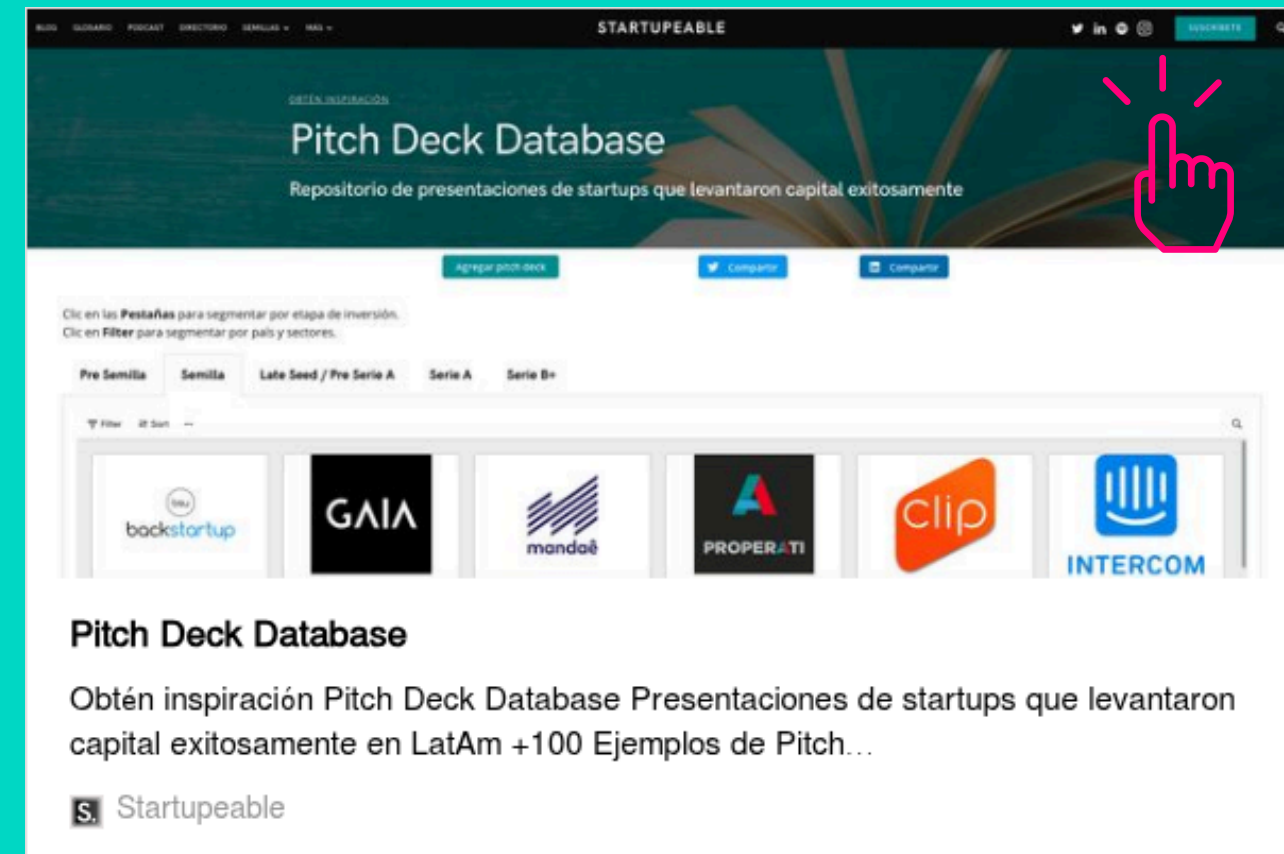 BLOG GLOSARIO PODCAST DIRECTORIO SEMILLAS MÁS
STARTUPEABLE
SUSCRÍBETE
OBTÉN INSPIRACIÓN
Pitch Deck Database
Repositorio de presentaciones de startups que levantaron capital exitosamente
Agregar pitch deck
Compartir
Compartir
Clic en las Pestañas para segmentar por etapa de inversión.
Clic en Filter para segmentar por país y sectores.
Pre Semilla Semilla Late Seed / Pre Serie A Serie A Serie B+
Filter Sort ...
backstartup
GAIA
mandaê
PROPERATI
clip
INTERCOM
Pitch Deck Database
Obtén inspiración Pitch Deck Database Presentaciones de startups que levantaron
capital exitosamente en LatAm +100 Ejemplos de Pitch...
S. Startupeable